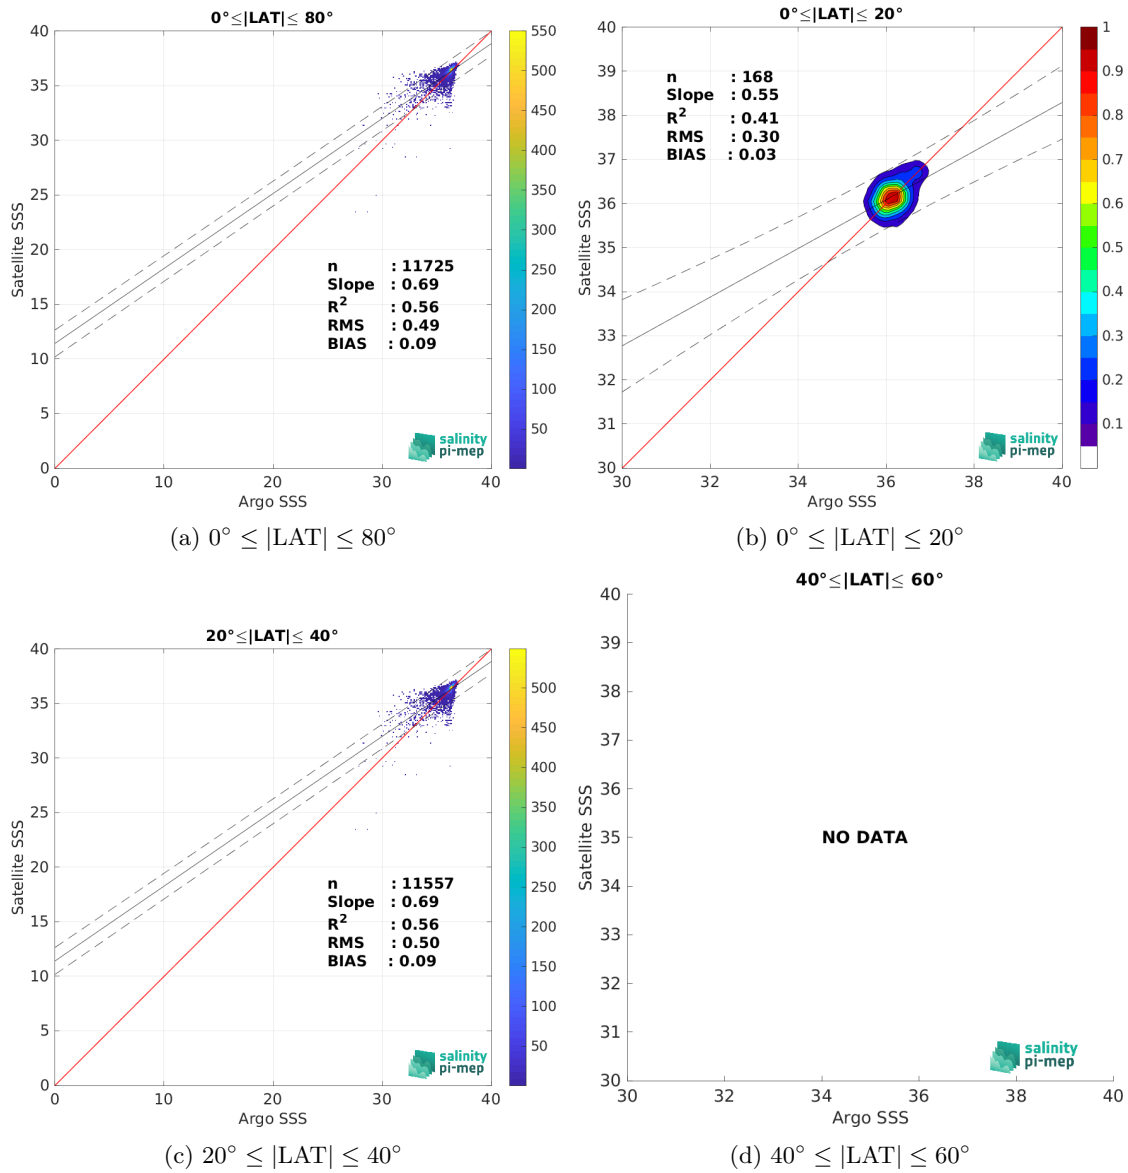 0°≤|LAT|≤ 80°
40
35
30
25
20
15
10
5
0
0
10
20
30
40
Satellite SSS
Argo SSS
n : 11725
Slope : 0.69
R² : 0.56
RMS : 0.49
BIAS : 0.09
salinity
pi-mep
550
500
450
400
350
300
250
200
150
100
50
(a) 0° ≤ |LAT| ≤ 80°
0°≤|LAT|≤ 20°
40
39
38
37
36
35
34
33
32
31
30
30
32
34
36
38
40
Satellite SSS
Argo SSS
n : 168
Slope : 0.55
R² : 0.41
RMS : 0.30
BIAS : 0.03
salinity
pi-mep
1
0.9
0.8
0.7
0.6
0.5
0.4
0.3
0.2
0.1
(b) 0° ≤ |LAT| ≤ 20°
20°≤|LAT|≤ 40°
40
35
30
25
20
15
10
5
0
0
10
20
30
40
Satellite SSS
Argo SSS
n : 11557
Slope : 0.69
R² : 0.56
RMS : 0.50
BIAS : 0.09
salinity
pi-mep
500
450
400
350
300
250
200
150
100
50
0
(c) 20° ≤ |LAT| ≤ 40°
40°≤|LAT|≤ 60°
40
39
38
37
36
35
34
33
32
31
30
30
32
34
36
38
40
Satellite SSS
Argo SSS
NO DATA
salinity
pi-mep
(d) 40° ≤ |LAT| ≤ 60°